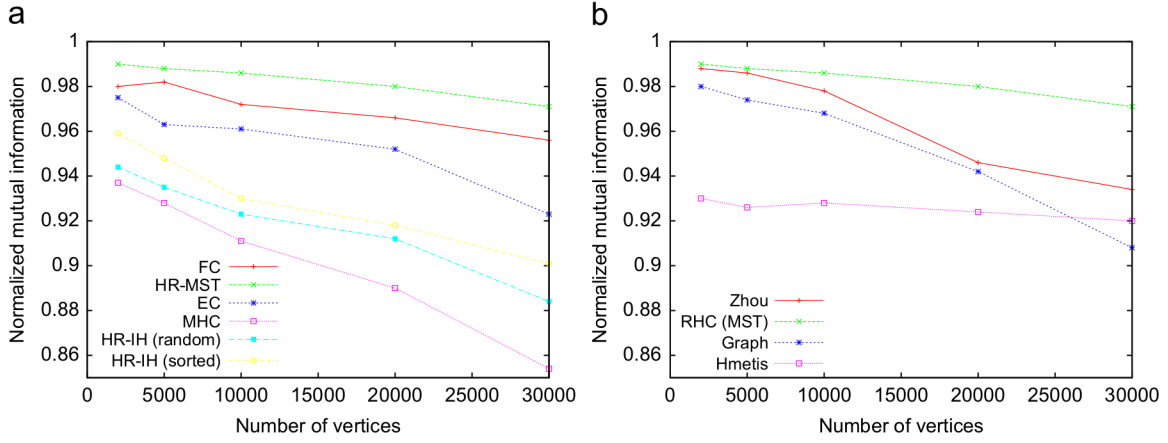 a
Normalized mutual information
1
0.98
0.96
0.94
0.92
0.9
0.88
0.86
FC
HR-MST
EC
MHC
HR-IH (random)
HR-IH (sorted)
0 5000 10000 15000 20000 25000 30000
Number of vertices
b
Normalized mutual information
1
0.98
0.96
0.94
0.92
0.9
0.88
0.86
Zhou
RHC (MST)
Graph
Hmetis
0 5000 10000 15000 20000 25000 30000
Number of vertices